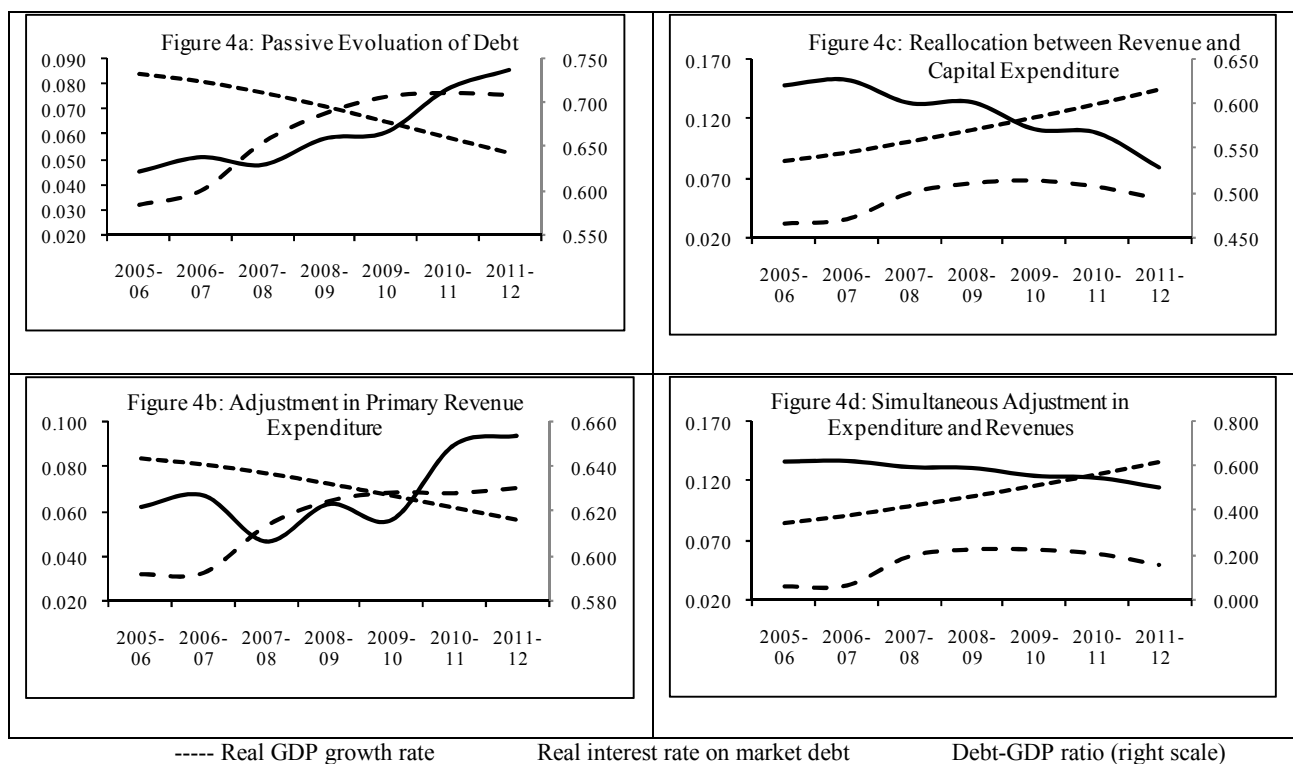 Figure 4a: Passive Evaluation of Debt
0.090
0.080
0.070
0.060
0.050
0.040
0.030
0.020
0.750
0.700
0.650
0.600
0.550
2005- 2006- 2007- 2008- 2009- 2010- 2011-
06 07 08 09 10 11 12
Figure 4c: Reallocation between Revenue and
Capital Expenditure
0.170
0.120
0.070
0.020
0.650
0.600
0.550
0.500
0.450
2005- 2006- 2007- 2008- 2009- 2010- 2011-
06 07 08 09 10 11 12
Figure 4b: Adjustment in Primary Revenue
Expenditure
0.100
0.080
0.060
0.040
0.020
0.660
0.640
0.620
0.600
0.580
2005- 2006- 2007- 2008- 2009- 2010- 2011-
06 07 08 09 10 11 12
Figure 4d: Simultaneous Adjustment in
Expenditure and Revenues
0.170
0.120
0.070
0.020
0.800
0.600
0.400
0.200
0.000
2005- 2006- 2007- 2008- 2009- 2010- 2011-
06 07 08 09 10 11 12
----- Real GDP growth rate Real interest rate on market debt Debt-GDP ratio (right scale)